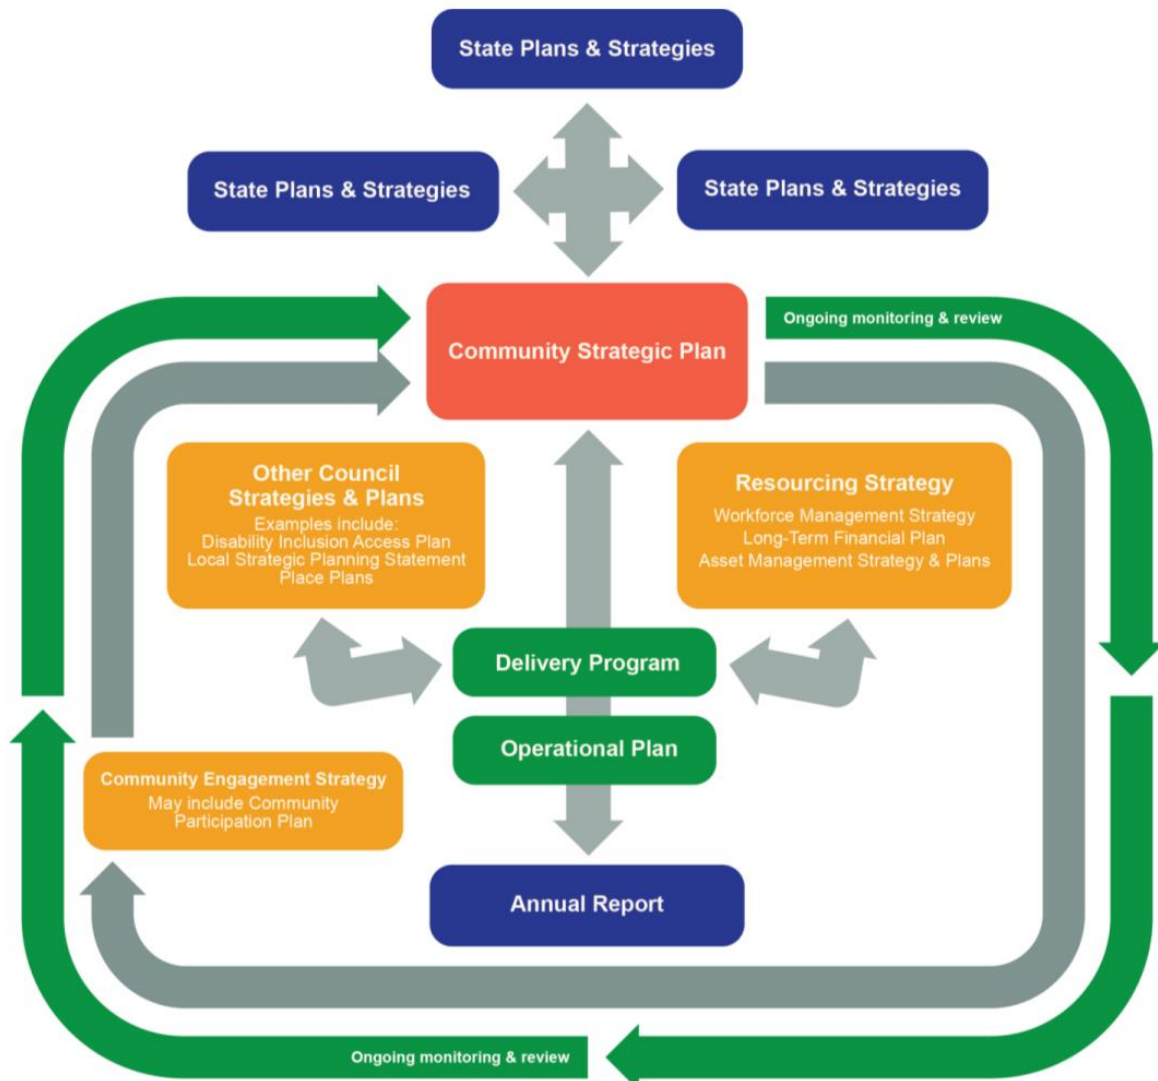 State Plans & Strategies
State Plans & Strategies
State Plans & Strategies
Community Strategic Plan
Ongoing monitoring & review
Other Council
Strategies & Plans
Examples include:
Disability Inclusion Access Plan
Local Strategic Planning Statement
Place Plans
Resourcing Strategy
Workforce Management Strategy
Long-Term Financial Plan
Asset Management Strategy & Plans
Delivery Program
Operational Plan
Community Engagement Strategy
May include Community
Participation Plan
Annual Report
Ongoing monitoring & review